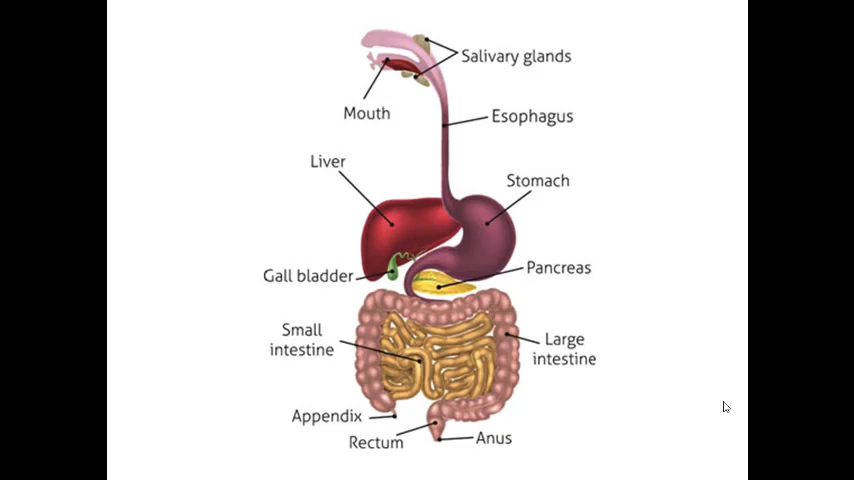 Salivary glands
Mouth
Esophagus
Liver
Stomach
Gall bladder
Pancreas
Small
intestine
Large
intestine
Appendix
Rectum
Anus